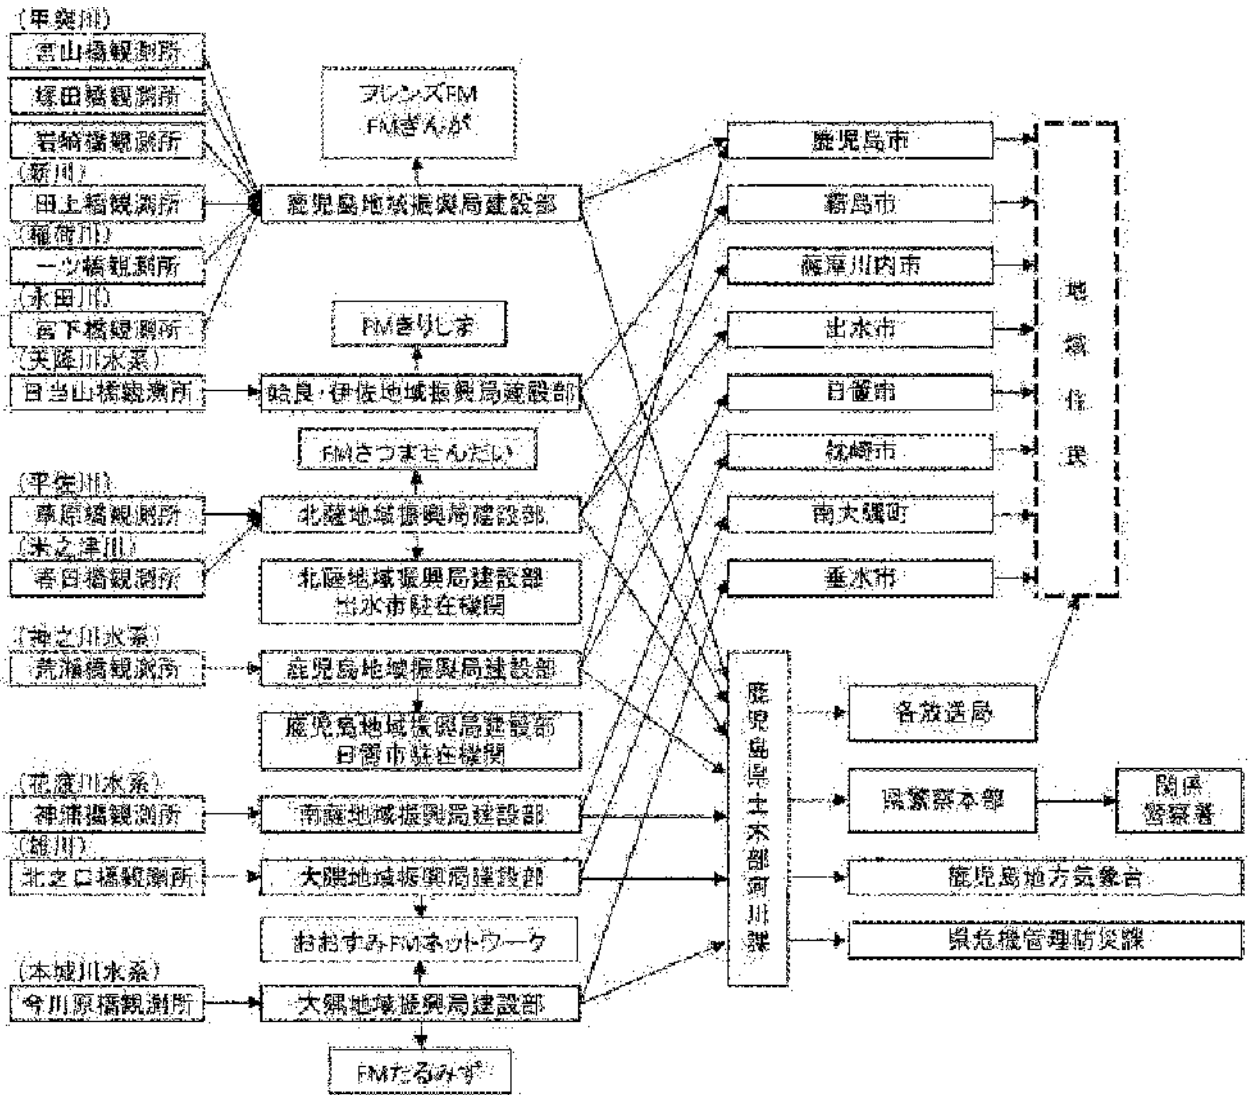 (甲突川)
宮山橋観測所
塚田橋観測所
岩崎橋観測所
(新川)
田上橋観測所
(稲荷川)
一ツ橋観測所
(永田川)
宮下橋観測所
(天降川水系)
日当山橋観測所
(平佐川)
草原橋観測所
(米之津川)
春日橋観測所
(神之川水系)
荒瀬橋観測所
(花渡川水系)
神浦橋観測所
(雄川)
北之口橋観測所
(本城川水系)
今川原橋観測所
フレンズFM
FMぎんが
鹿児島地域振興局建設部
FMきりしま
姶良・伊佐地域振興局建設部
FMさつませんだい
北薩地域振興局建設部
北薩地域振興局建設部
出水市駐在機関
鹿児島地域振興局建設部
鹿児島地域振興局建設部
日置市駐在機関
南薩地域振興局建設部
大隅地域振興局建設部
おおすみFMネットワーク
大隅地域振興局建設部
FMたるみず
鹿児島市
霧島市
薩摩川内市
出水市
日置市
枕崎市
南大隅町
垂水市
鹿児島県土木部河川課
各放送局
県警察本部
鹿児島地方気象台
県危機管理防災課
関係
警察署
地域住民